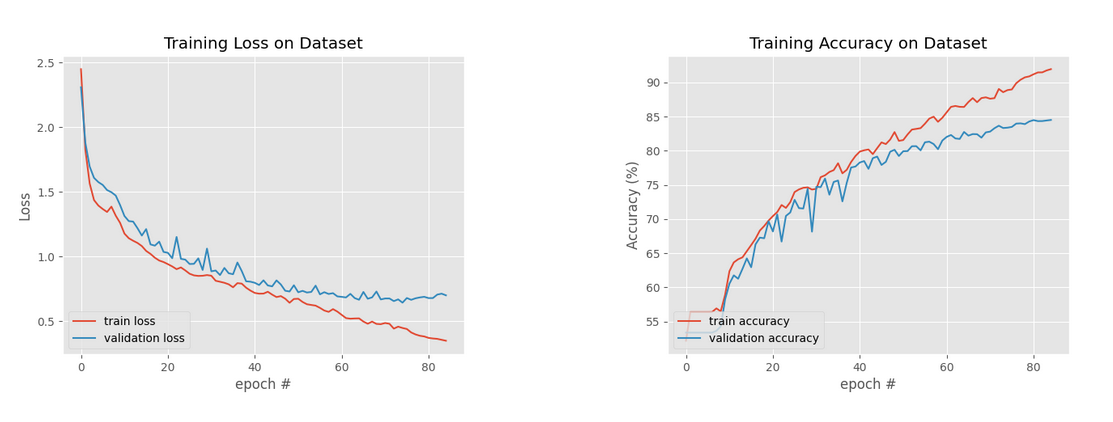 Training Loss on Dataset
2.5
2.0
1.5
1.0
0.5
Loss
train loss
validation loss
0 20 40 60 80
epoch #
Training Accuracy on Dataset
90
85
80
75
70
65
60
55
Accuracy (%)
train accuracy
validation accuracy
0 20 40 60 80
epoch #